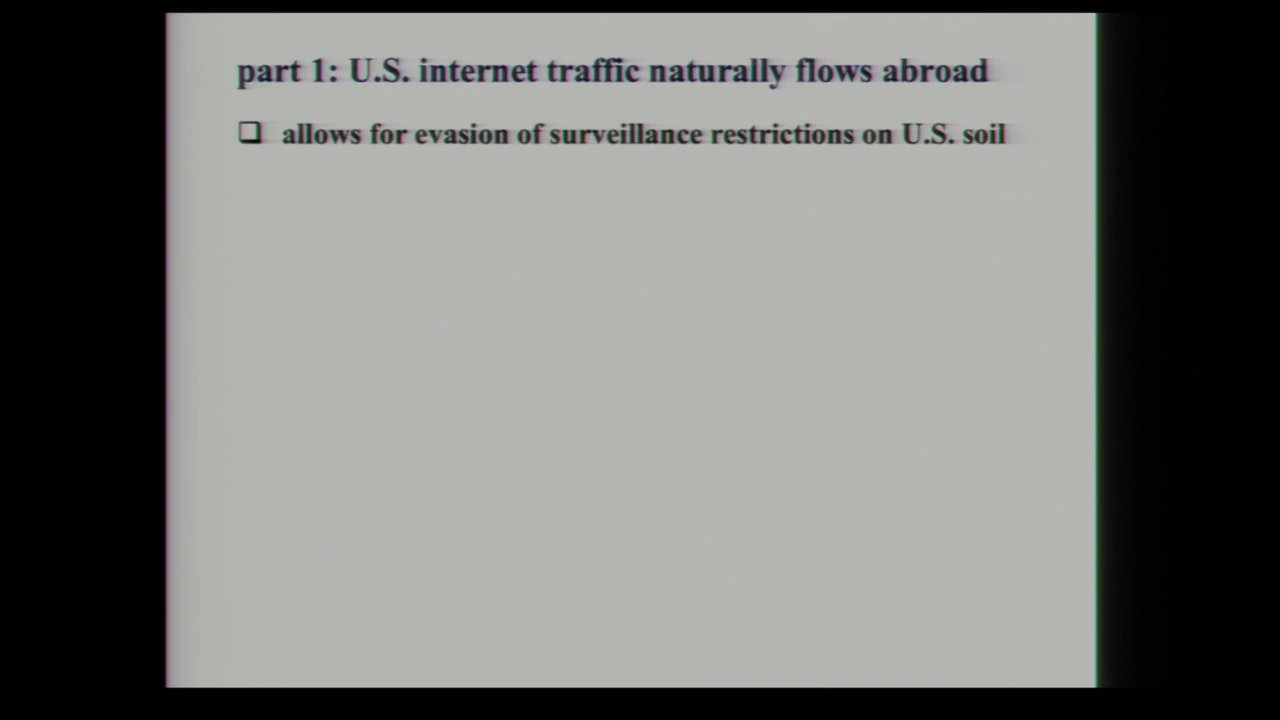 part 1: U.S. internet traffic naturally flows abroad
❑ allows for evasion of surveillance restrictions on U.S. soil